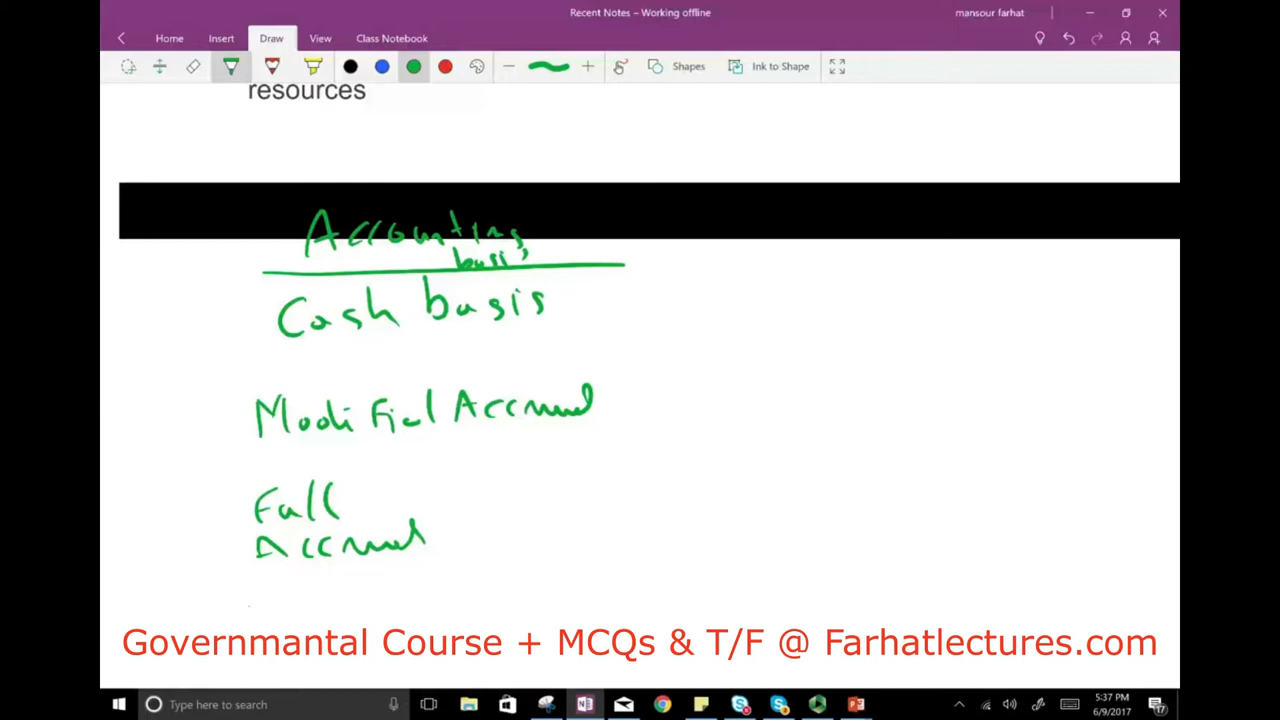 Recent Notes – Working offline
mansour farhat
Home Insert Draw View Class Notebook
Shapes Ink to Shape
resources
Accounting
basis
Cash basis
Modified Accrual
Full
Accrual
Governmantal Course + MCQs & T/F @ Farhatlectures.com
Type here to search
5:37 PM
6/9/2017
17